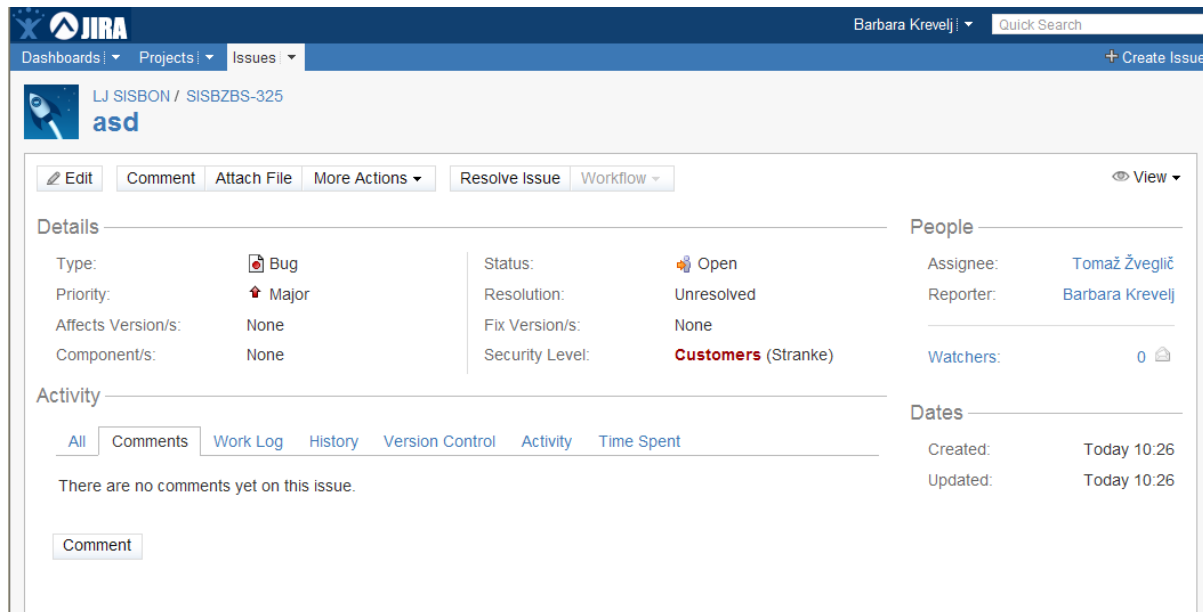 JIRA
Barbara Krevelj
Quick Search
Dashboards Projects Issues
Create Issue
LJ SISBON / SISBZBS-325
asd
Edit Comment Attach File More Actions Resolve Issue Workflow View
Details
Type: Bug
Priority: Major
Affects Version/s: None
Component/s: None
Status: Open
Resolution: Unresolved
Fix Version/s: None
Security Level: Customers (Stranke)
People
Assignee: Tomaž Žveglič
Reporter: Barbara Krevelj
Watchers: 0
Dates
Created: Today 10:26
Updated: Today 10:26
Activity
All Comments Work Log History Version Control Activity Time Spent
There are no comments yet on this issue.
Comment